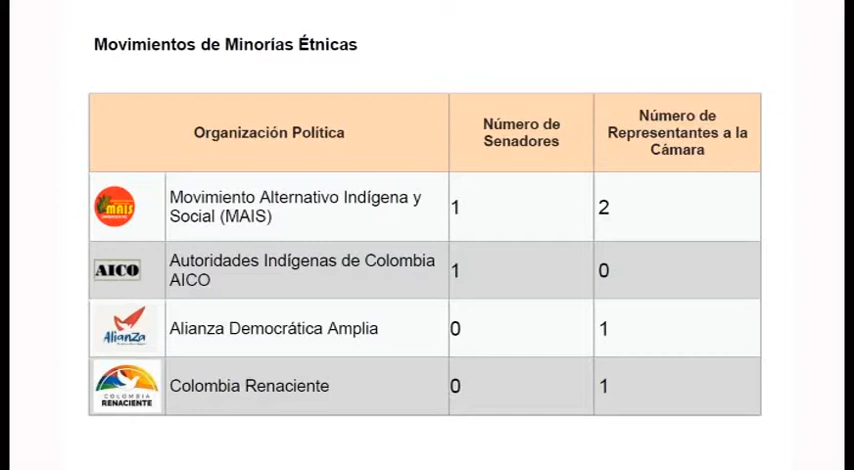 Movimientos de Minorías Étnicas
Organización Política
Número de
Senadores
Número de
Representantes a la
Cámara
MAIS
Movimiento Alternativo Indígena y
Social (MAIS)
1
2
AICO
Autoridades Indígenas de Colombia
AICO
1
0
AlianZa
Alianza Democrática Amplia
0
1
COLOMBIA
RENACIENTE
Colombia Renaciente
0
1